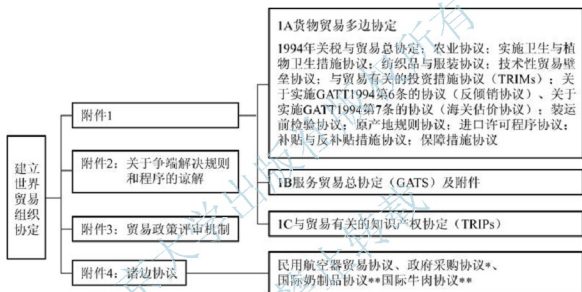 建立
世界
贸易
组织
协定
附件1
附件2：关于争端解决规则
和程序的谅解
附件3：贸易政策评审机制
附件4：诸边协议
1A货物贸易多边协定
1994年关税与贸易总协定；农业协议；实施卫生与植
物卫生措施协议；纺织品与服装协议；技术性贸易壁
垒协议；与贸易有关的投资措施协议（TRIMs）；关
于实施GATT1994第6条的协议（反倾销协议）、关于
实施GATT1994第7条的协议（海关估价协议）；装运
前检验协议；原产地规则协议；进口许可程序协议；
补贴与反补贴措施协议；保障措施协议
1B服务贸易总协定（GATS）及附件
1C与贸易有关的知识产权协定（TRIPs）
民用航空器贸易协议、政府采购协议*、
国际奶制品协议**国际牛肉协议**